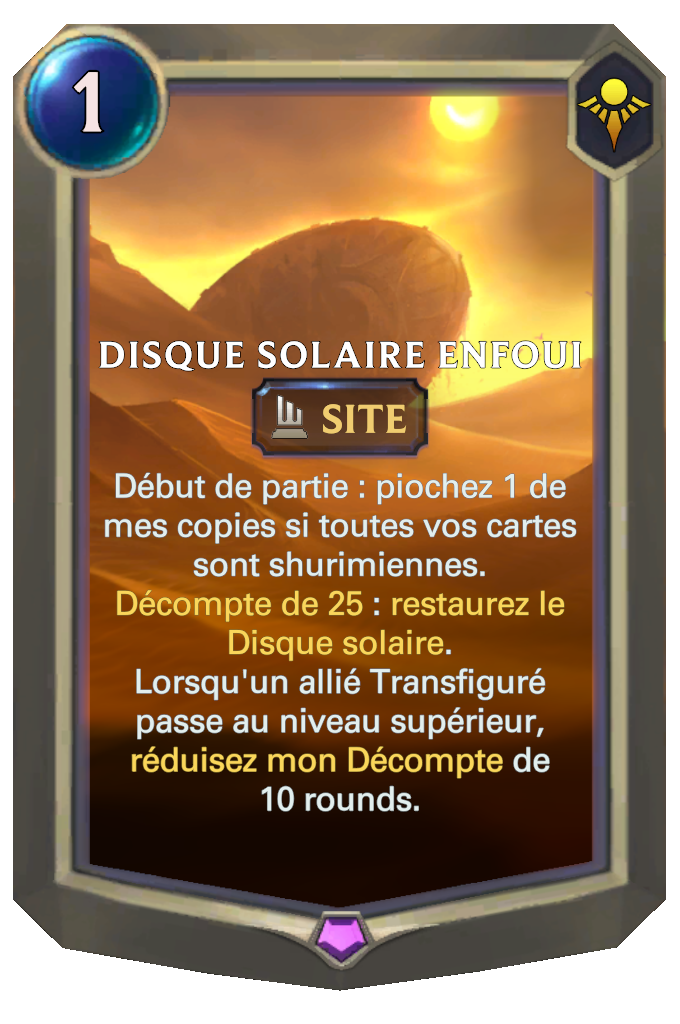 1
DISQUE SOLAIRE ENFOUI
SITE
Début de partie : piochez 1 de
mes copies si toutes vos cartes
sont shurimiennes.
Décompte de 25 : restaurez le
Disque solaire.
Lorsqu'un allié Transfiguré
passe au niveau supérieur,
réduisez mon Décompte de
10 rounds.